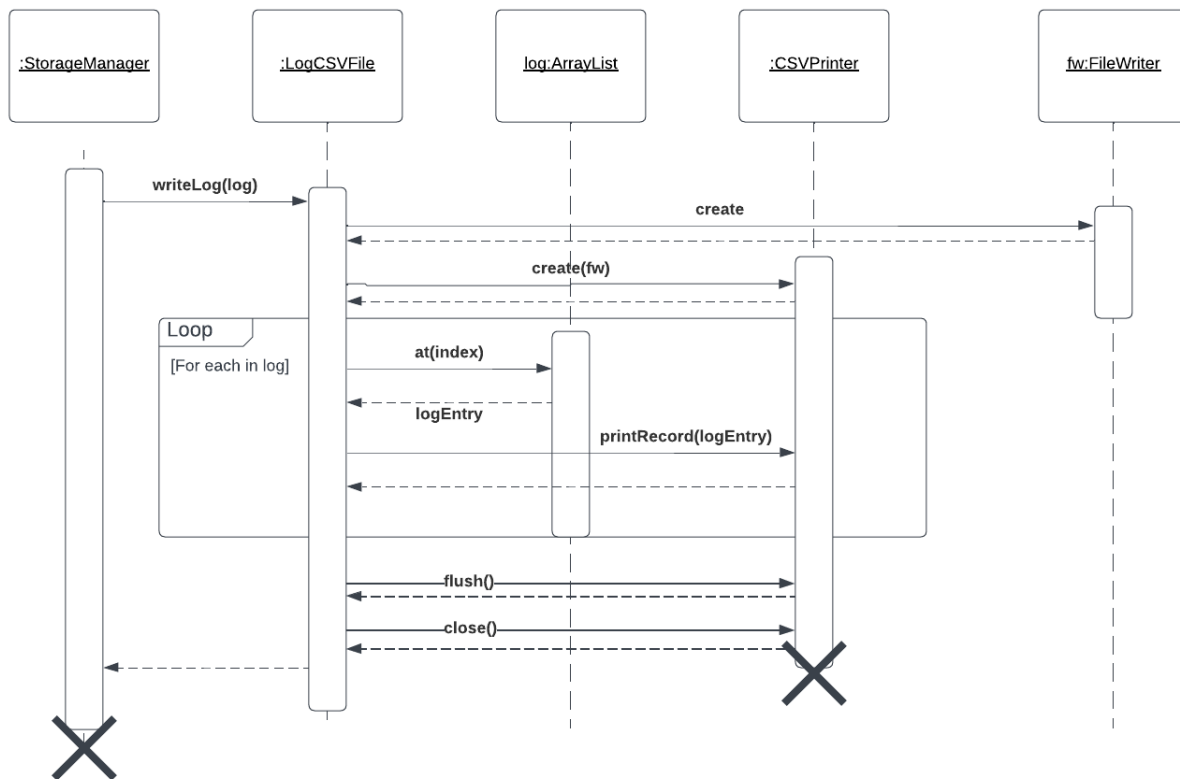 :StorageManager
:LogCSVFile
log:ArrayList
:CSVPrinter
fw:FileWriter
writeLog(log)
create
create(fw)
Loop
[For each in log]
at(index)
logEntry
printRecord(logEntry)
flush()
close()